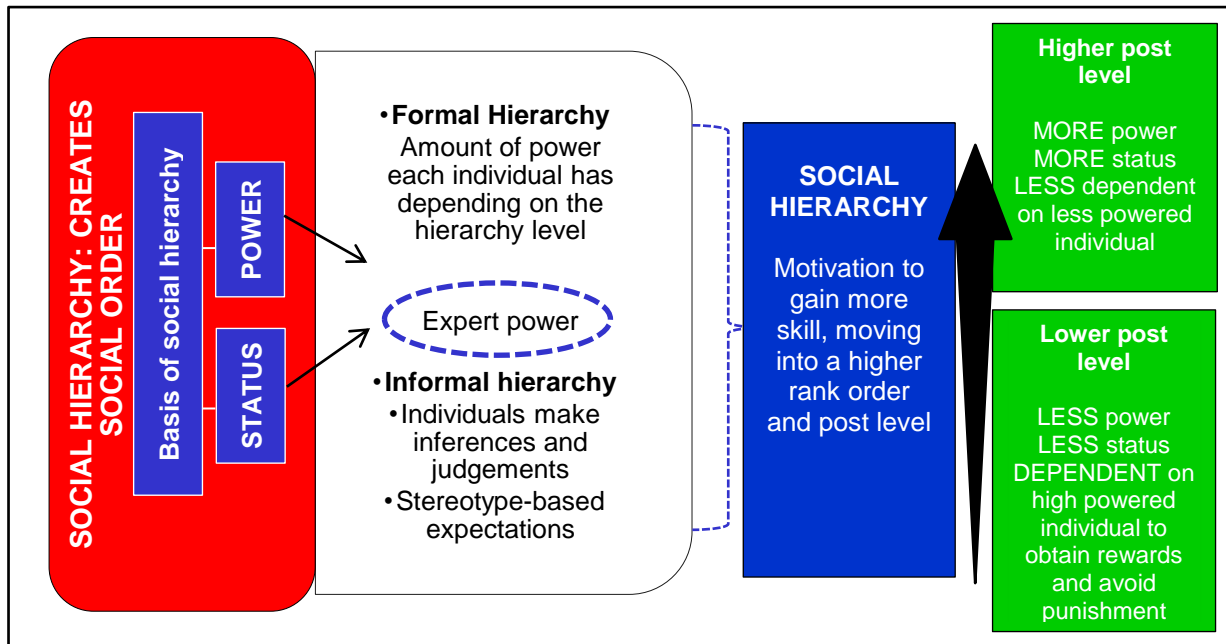 SOCIAL HIERARCHY: CREATES
SOCIAL ORDER
Basis of social hierarchy
POWER
STATUS
•Formal Hierarchy
Amount of power
each individual has
depending on the
hierarchy level
Expert power
•Informal hierarchy
•Individuals make
inferences and
judgements
•Stereotype-based
expectations
SOCIAL
HIERARCHY
Motivation to
gain more
skill, moving
into a higher
rank order
and post level
Higher post
level
MORE power
MORE status
LESS dependent
on less powered
individual
Lower post
level
LESS power
LESS status
DEPENDENT on
high powered
individual to
obtain rewards
and avoid
punishment